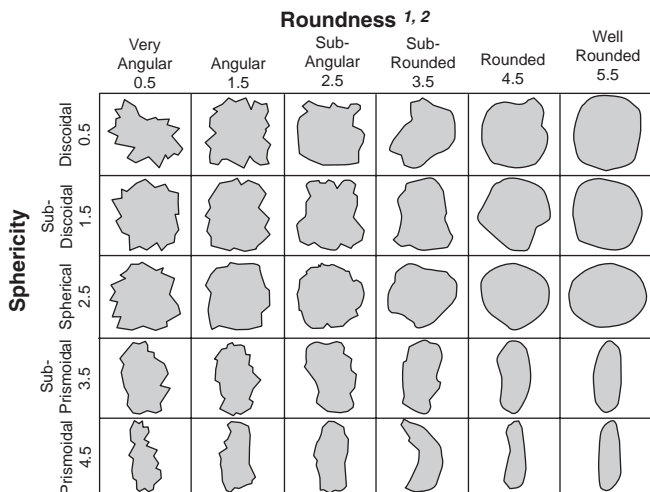 Roundness 1, 2
Very
Angular
0.5
Angular
1.5
Sub-
Angular
2.5
Sub-
Rounded
3.5
Rounded
4.5
Well
Rounded
5.5
Sphericity
Discoidal
0.5
Sub-
Discoidal
1.5
Spherical
2.5
Sub-
Prismoidal
3.5
Prismoidal
4.5